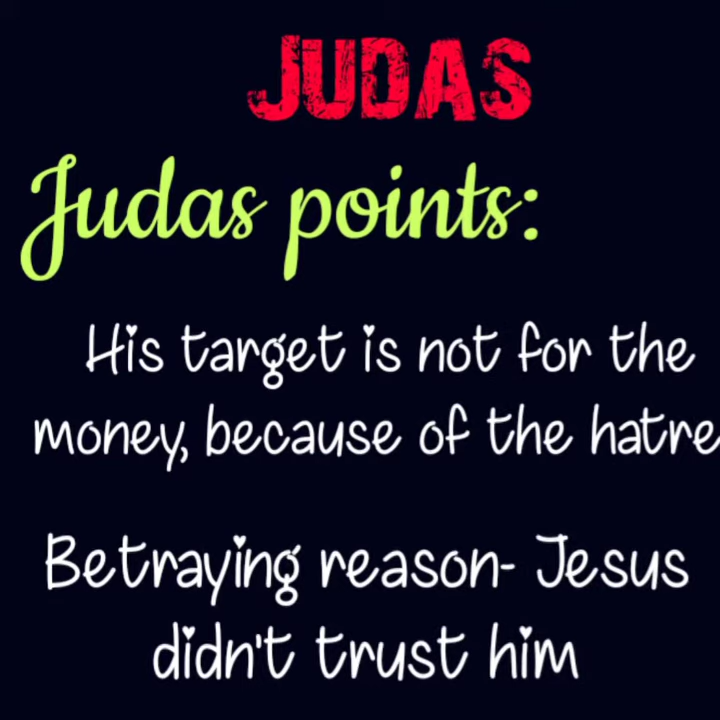 JUDAS
Judas points:
His target is not for the
money, because of the hatre
Betraying reason- Jesus
didn't trust him